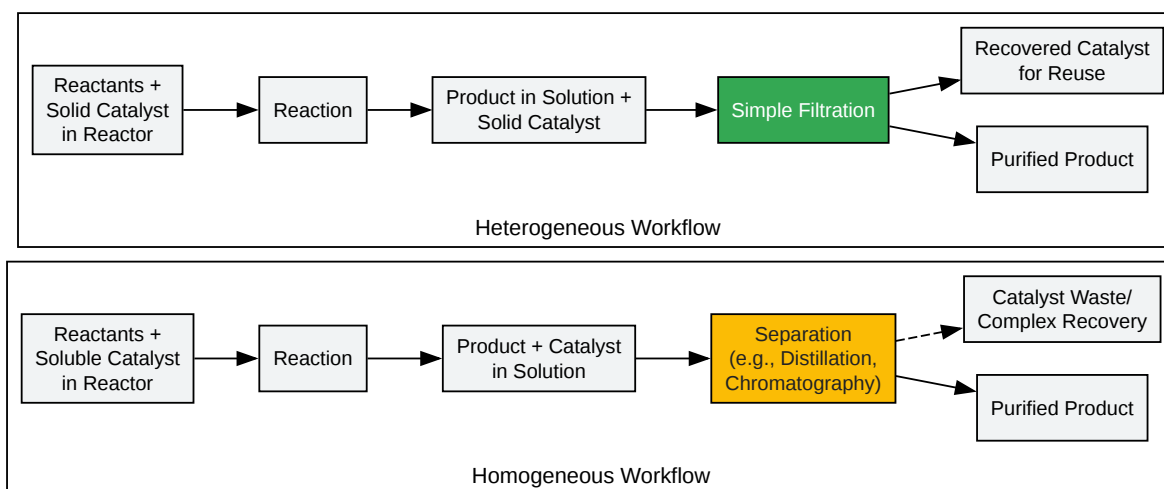 Reactants +
Solid Catalyst
in Reactor
Reaction
Product in Solution +
Solid Catalyst
Simple Filtration
Recovered Catalyst
for Reuse
Purified Product
Heterogeneous Workflow
Reactants +
Soluble Catalyst
in Reactor
Reaction
Product + Catalyst
in Solution
Separation
(e.g., Distillation,
Chromatography)
Catalyst Waste/
Complex Recovery
Purified Product
Homogeneous Workflow